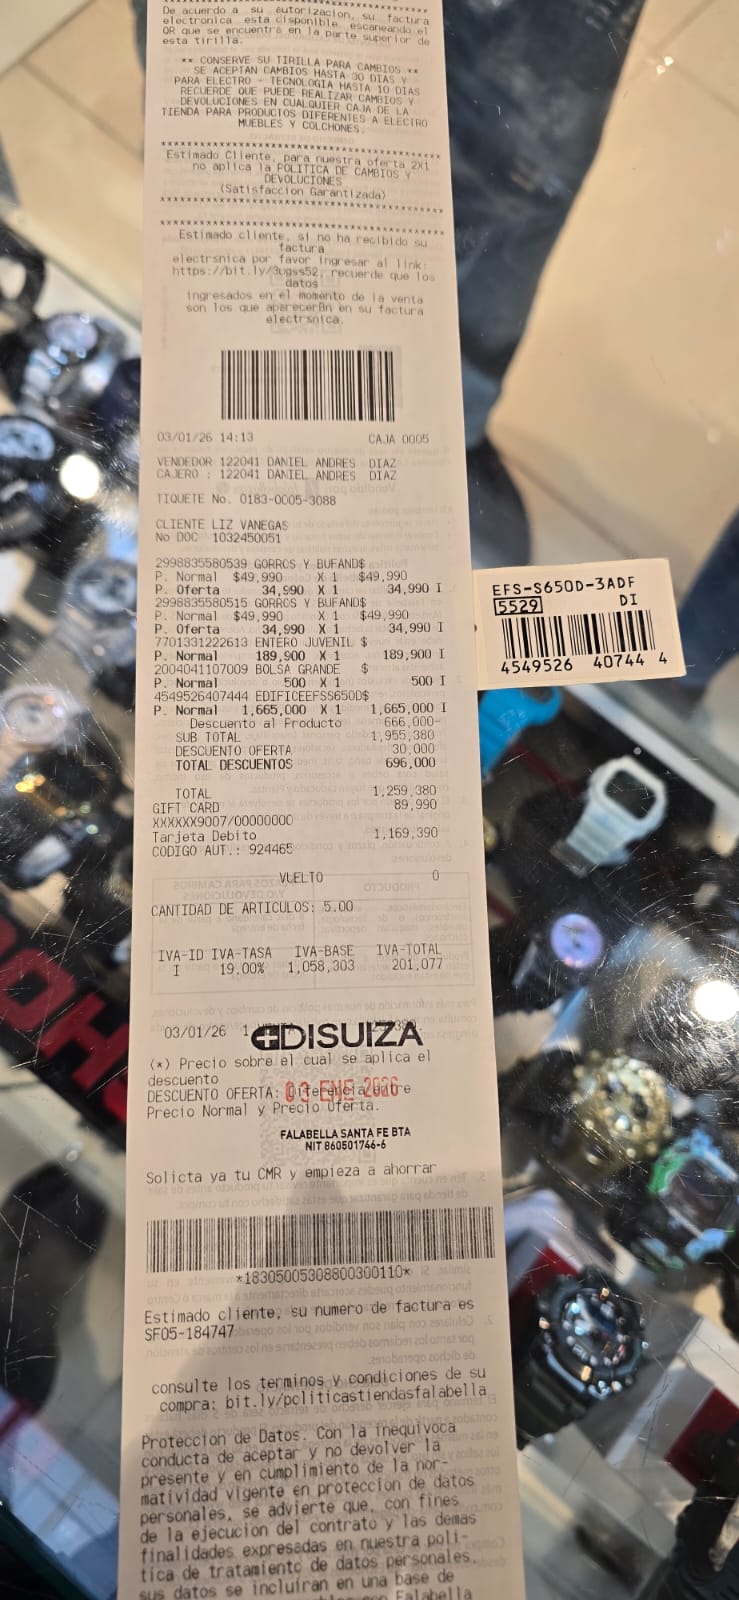 De acuerdo a su autorizacion, su factura
electronica esta disponible, escaneando el
QR que se encuentra en la parte superior de
esta tirilla.
** CONSERVE SU TIRILLA PARA CAMBIOS **
SE ACEPTAN CAMBIOS HASTA 30 DIAS Y
PARA ELECTRO - TECNOLOGIA HASTA 10 DIAS
RECUERDE QUE PUEDE REALIZAR CAMBIOS Y
DEVOLUCIONES EN CUALQUIER CAJA DE LA
TIENDA PARA PRODUCTOS DIFERENTES A ELECTRO
MUEBLES Y COLCHONES.
****************************************
Estimado Cliente, para nuestra oferta 2X1
no aplica la POLITICA DE CAMBIOS Y
DEVOLUCIONES
(Satisfaccion Garantizada)
****************************************
****************************************
Estimado cliente, si no ha recibido su
factura
electrsnica por favor ingresar al link:
https://bit.ly/3ugss52, recuerde que los
datos
ingresados en el momento de la venta
son los que aparecerBn en su factura
electrsnica.
03/01/26 14:13 CAJA 0005
VENDEDOR 122041 DANIEL ANDRES DIAZ
CAJERO : 122041 DANIEL ANDRES DIAZ
TIQUETE No. 0183-0005-3088
CLIENTE LIZ VANEGAS
No DOC 1032450051
2998835580539 GORROS Y BUFAND$
P. Normal $49,990 X 1 $49,990
P. Oferta 34,990 X 1 34,990 I
2998835580515 GORROS Y BUFAND$
P. Normal $49,990 X 1 $49,990
P. Oferta 34,990 X 1 34,990 I
7701331222613 ENTERO JUVENIL $
P. Normal 189,900 X 1 189,900 I
2004041107009 BOLSA GRANDE $
P. Normal 500 X 1 500 I
4549526407444 EDIFICEEFSS650D$
P. Normal 1,665,000 X 1 1,665,000 I
Descuento al Producto 666,000-
SUB TOTAL 1,955,380
DESCUENTO OFERTA 30,000
TOTAL DESCUENTOS 696,000
TOTAL 1,259,380
GIFT CARD 89,990
XXXXXX9007/00000000
Tarjeta Debito 1,169,390
CODIGO AUT.: 924465
VUELTO 0
CANTIDAD DE ARTICULOS: 5.00
IVA-ID IVA-TASA IVA-BASE IVA-TOTAL
I 19.00% 1,058,303 201,077
03/01/26
DISUIZA
(*) Precio sobre el cual se aplica el
descuento
DESCUENTO OFERTA: Diferencia entre
03 ENE 2026
Precio Normal y Precio Oferta.
FALABELLA SANTA FE BTA
NIT 860501746-6
Solicta ya tu CMR y empieza a ahorrar
*18305005308800300110*
Estimado cliente, su numero de factura es
SF05-184747
consulte los terminos y condiciones de su
compra: bit.ly/pcliticastiendasfalabella
Proteccion de Datos. Con la inequivoca
conducta de aceptar y no devolver la
presente y en cumplimiento de la nor-
matividad vigente en proteccion de datos
personales, se advierte que, con fines
de la ejecucion del contrato y las demas
finalidades expresadas en nuestra poli-
tica de tratamiento de datos personales,
sus datos se incluiran en una base de
Falabella
EFS-S650D-3ADF
5529 DI
4549526 40744 4